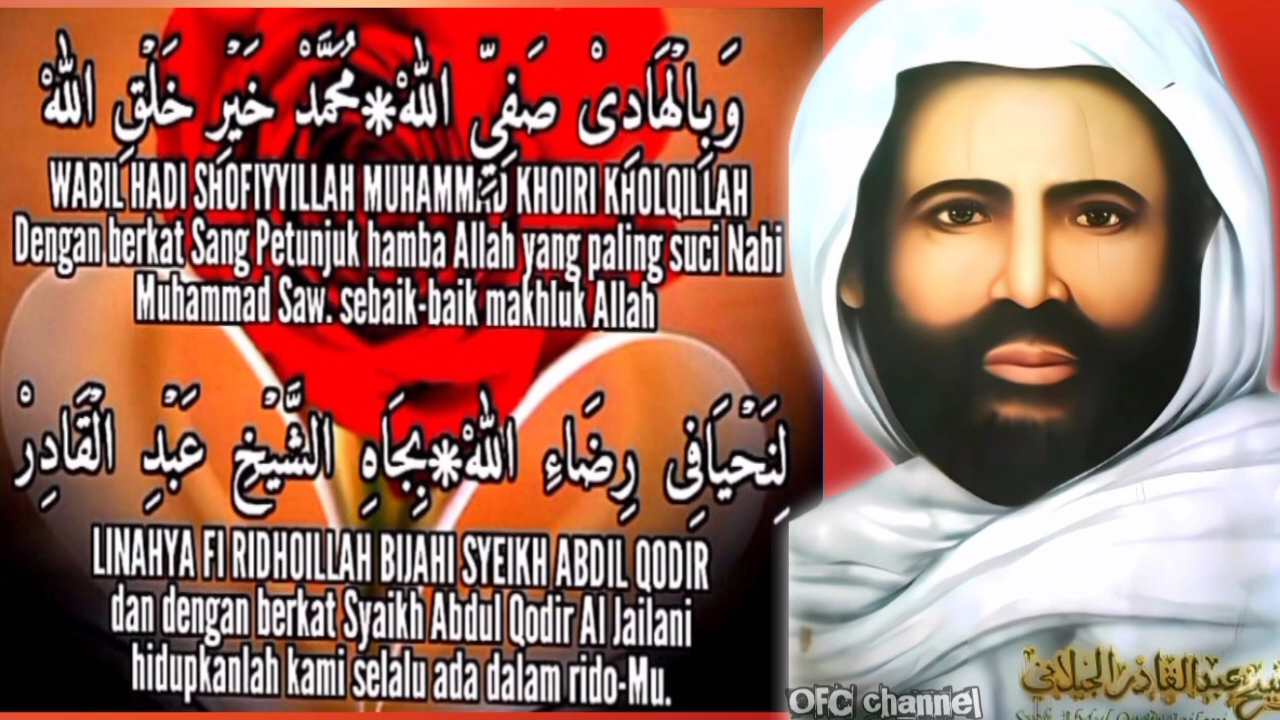 وَبِالْهَادِىْ صَفِيِّ اللهْ*مُحَمَّدْ خَيْرِ خَلْقِ اللهْ
WABIL HADI SHOFIYYILLAH MUHAMMAD KHOIRI KHOLQILLAH
Dengan berkat Sang Petunjuk hamba Allah yang paling suci Nabi
Muhammad Saw. sebaik-baik makhluk Allah
لِنَحْيَافِى رِضَاءِ اللهْ*بِجَاهِ الشَّيْخِ عَبْدِ الْقَادِرْ
LINAHYA FI RIDHOILLAH BIJAHI SYEIKH ABDIL QODIR
dan dengan berkat Syaikh Abdul Qodir Al Jailani
hidupkanlah kami selalu ada dalam rido-Mu.
الشيخ عبدالقادر الجيلاني
OFC channel